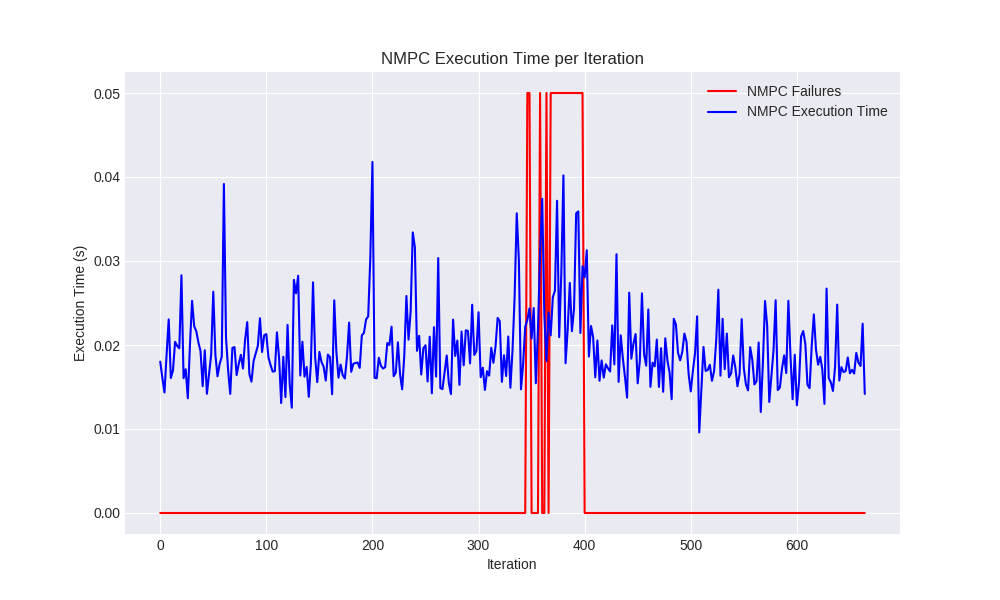 NMPC Execution Time per Iteration
NMPC Failures
NMPC Execution Time
Execution Time (s)
0.05
0.04
0.03
0.02
0.01
0.00
0 100 200 300 400 500 600
Iteration